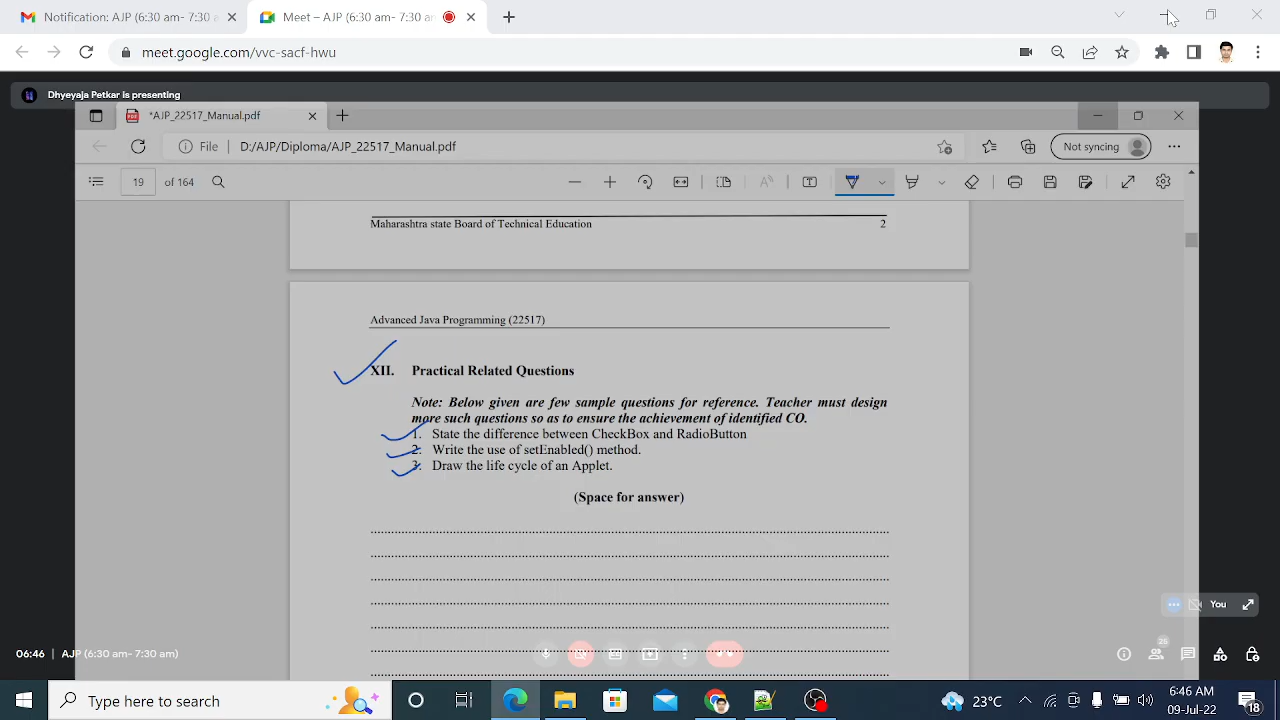 Notification: AJP (6:30 am- 7:30 a
Meet – AJP (6:30 am- 7:30 am)
meet.google.com/vvc-sacf-hwu
Dhyeyaja Petkar is presenting
*AJP_22517_Manual.pdf
File | D:/AJP/Diploma/AJP_22517_Manual.pdf
Not syncing
19 of 164
Maharashtra state Board of Technical Education 2
Advanced Java Programming (22517)
XII. Practical Related Questions
Note: Below given are few sample questions for reference. Teacher must design
more such questions so as to ensure the achievement of identified CO.
1. State the difference between CheckBox and RadioButton
2. Write the use of setEnabled() method.
3. Draw the life cycle of an Applet.
(Space for answer)
You
06:46 | AJP (6:30 am- 7:30 am)
25
Type here to search
23°C
6:46 AM
09-Jul-22
18